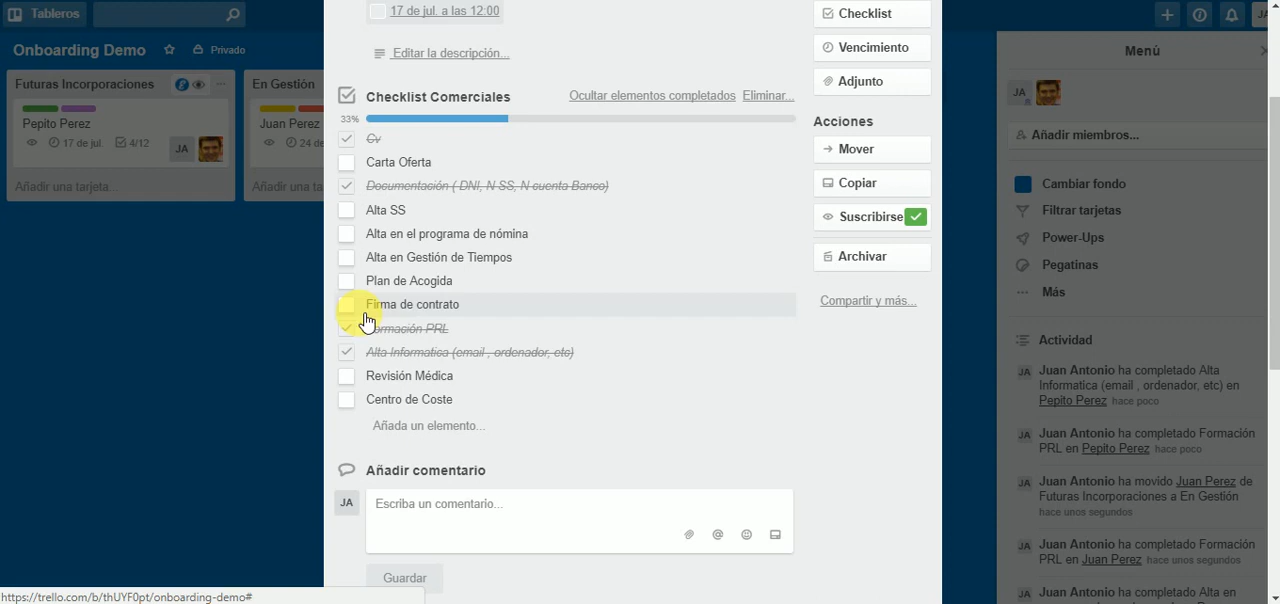 Tableros
JA
Onboarding Demo
Privado
Futuras Incorporaciones
Pepito Perez
17 de jul.
4/12
JA
Añadir una tarjeta...
En Gestión
Juan Perez
24 de
Añadir una ta
17 de jul. a las 12:00
Editar la descripción...
Checklist Comerciales
Ocultar elementos completados
Eliminar...
33%
Cv
Carta Oferta
Documentación ( DNI, N SS, N cuenta Banco)
Alta SS
Alta en el programa de nómina
Alta en Gestión de Tiempos
Plan de Acogida
Firma de contrato
ormación PRL
Alta Informatica (email , ordenador, etc)
Revisión Médica
Centro de Coste
Añada un elemento...
Añadir comentario
JA
Escriba un comentario...
@
Guardar
Checklist
Vencimiento
Adjunto
Acciones
Mover
Copiar
Suscribirse
Archivar
Compartir y más...
Menú
JA
Añadir miembros...
Cambiar fondo
Filtrar tarjetas
Power-Ups
Pegatinas
Más
Actividad
JA
Juan Antonio ha completado Alta
Informatica (email , ordenador, etc) en
Pepito Perez hace poco
JA
Juan Antonio ha completado Formación
PRL en Pepito Perez hace poco
JA
Juan Antonio ha movido Juan Perez de
Futuras Incorporaciones a En Gestión
hace unos segundos
JA
Juan Antonio ha completado Formación
PRL en Juan Perez hace unos segundos
JA
Juan Antonio ha completado Alta en
https://trello.com/b/thUYF0pt/onboarding-demo#